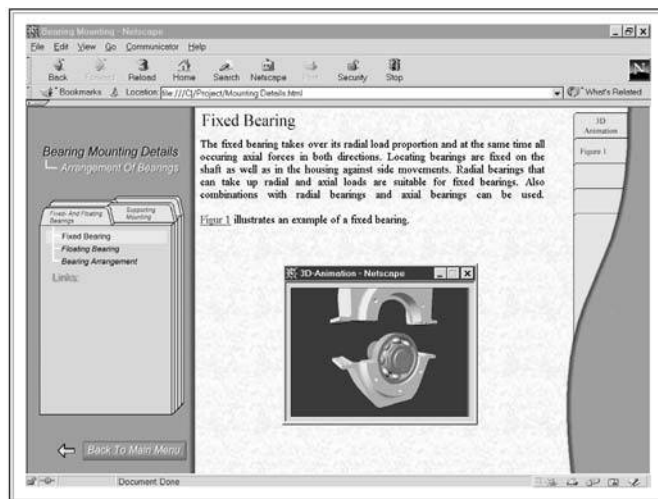 Bearing Mounting - Netscape
File Edit View Go Communicator Help
Back Forward Reload Home Search Netscape Print Security Stop
Bookmarks Location: file:///C|/Project/Mounting Details.html What's Related
Bearing Mounting Details
Arrangement Of Bearings
Fixed- And Floating
Bearings
Supporting
Mounting
Fixed Bearing
Floating Bearing
Bearing Arrangement
Links:
Back To Main Menu
Fixed Bearing
The fixed bearing takes over its radial load proportion and at the same time all
occuring axial forces in both directions. Locating bearings are fixed on the
shaft as well as in the housing against side movements. Radial bearings that
can take up radial and axial loads are suitable for fixed bearings. Also
combinations with radial bearings and axial bearings can be used.
Figur 1 illustrates an example of a fixed bearing.
3D-Animation - Netscape
3D
Animation
Figure 1
Document Done